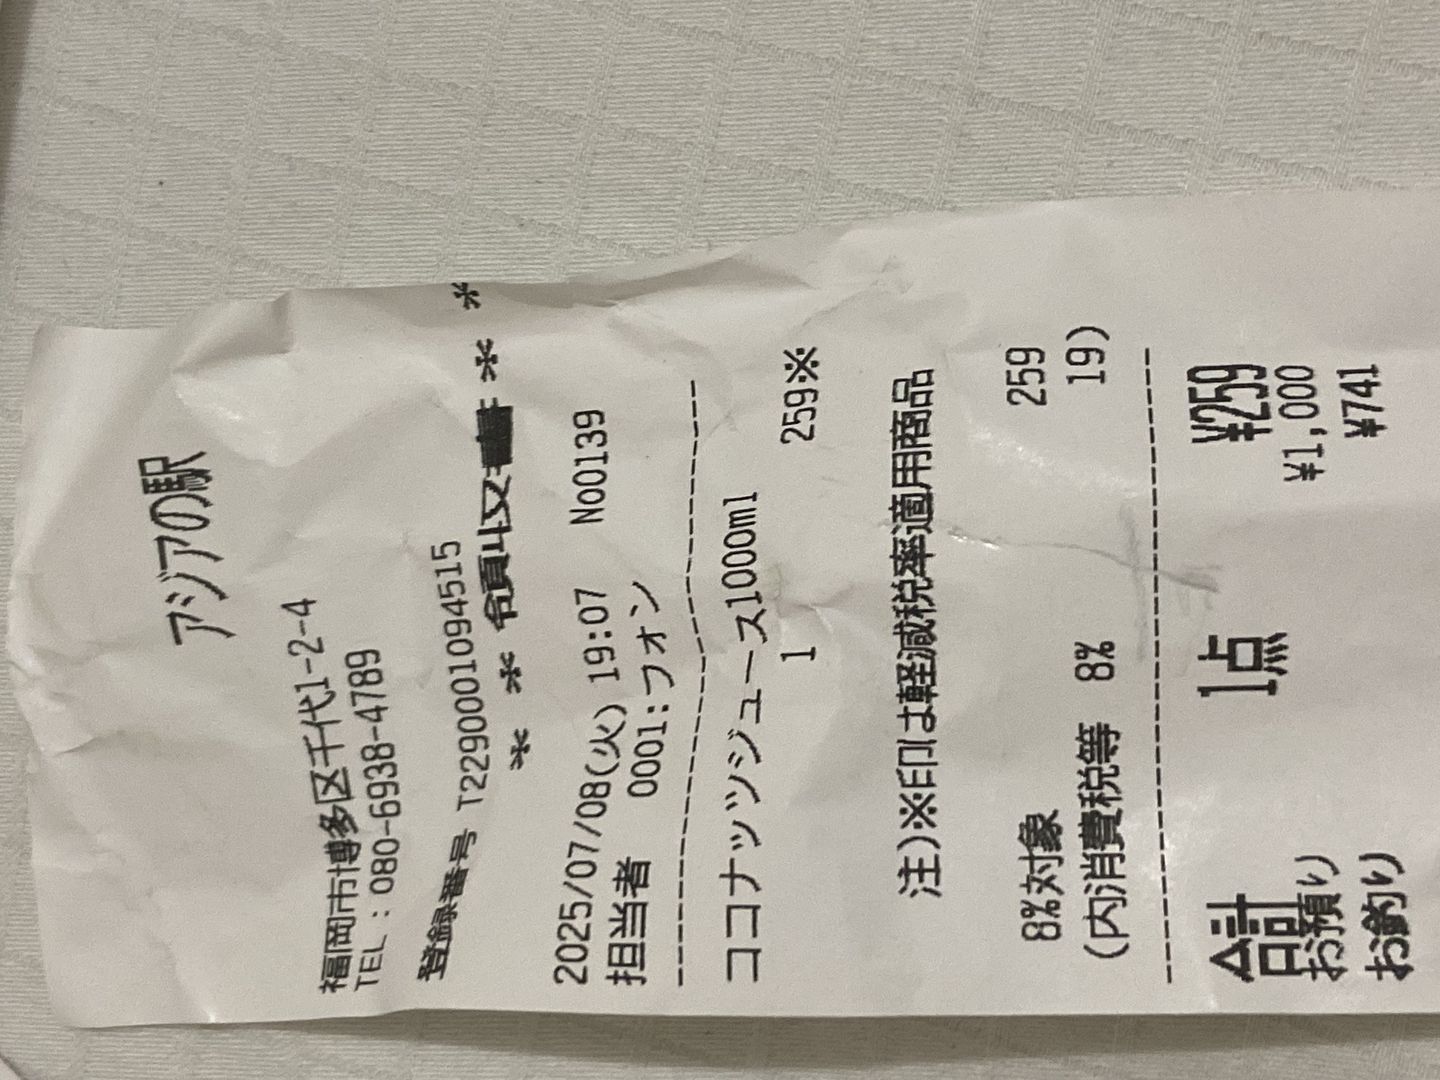 アジアの駅
福岡市博多区千代1-2-4
TEL：080-6938-4789
登録番号 T2290001094515
＊ ＊ 領収書 ＊ ＊
2025/07/08(火) 19:07 No0139
担当者 0001:フォン
ココナッツジュース1000ml
1 259※
注)※印は軽減税率適用商品
8%対象 259
(内消費税等 8% 19)
合計 1点 ¥259
お預り ¥1,000
お釣り ¥741